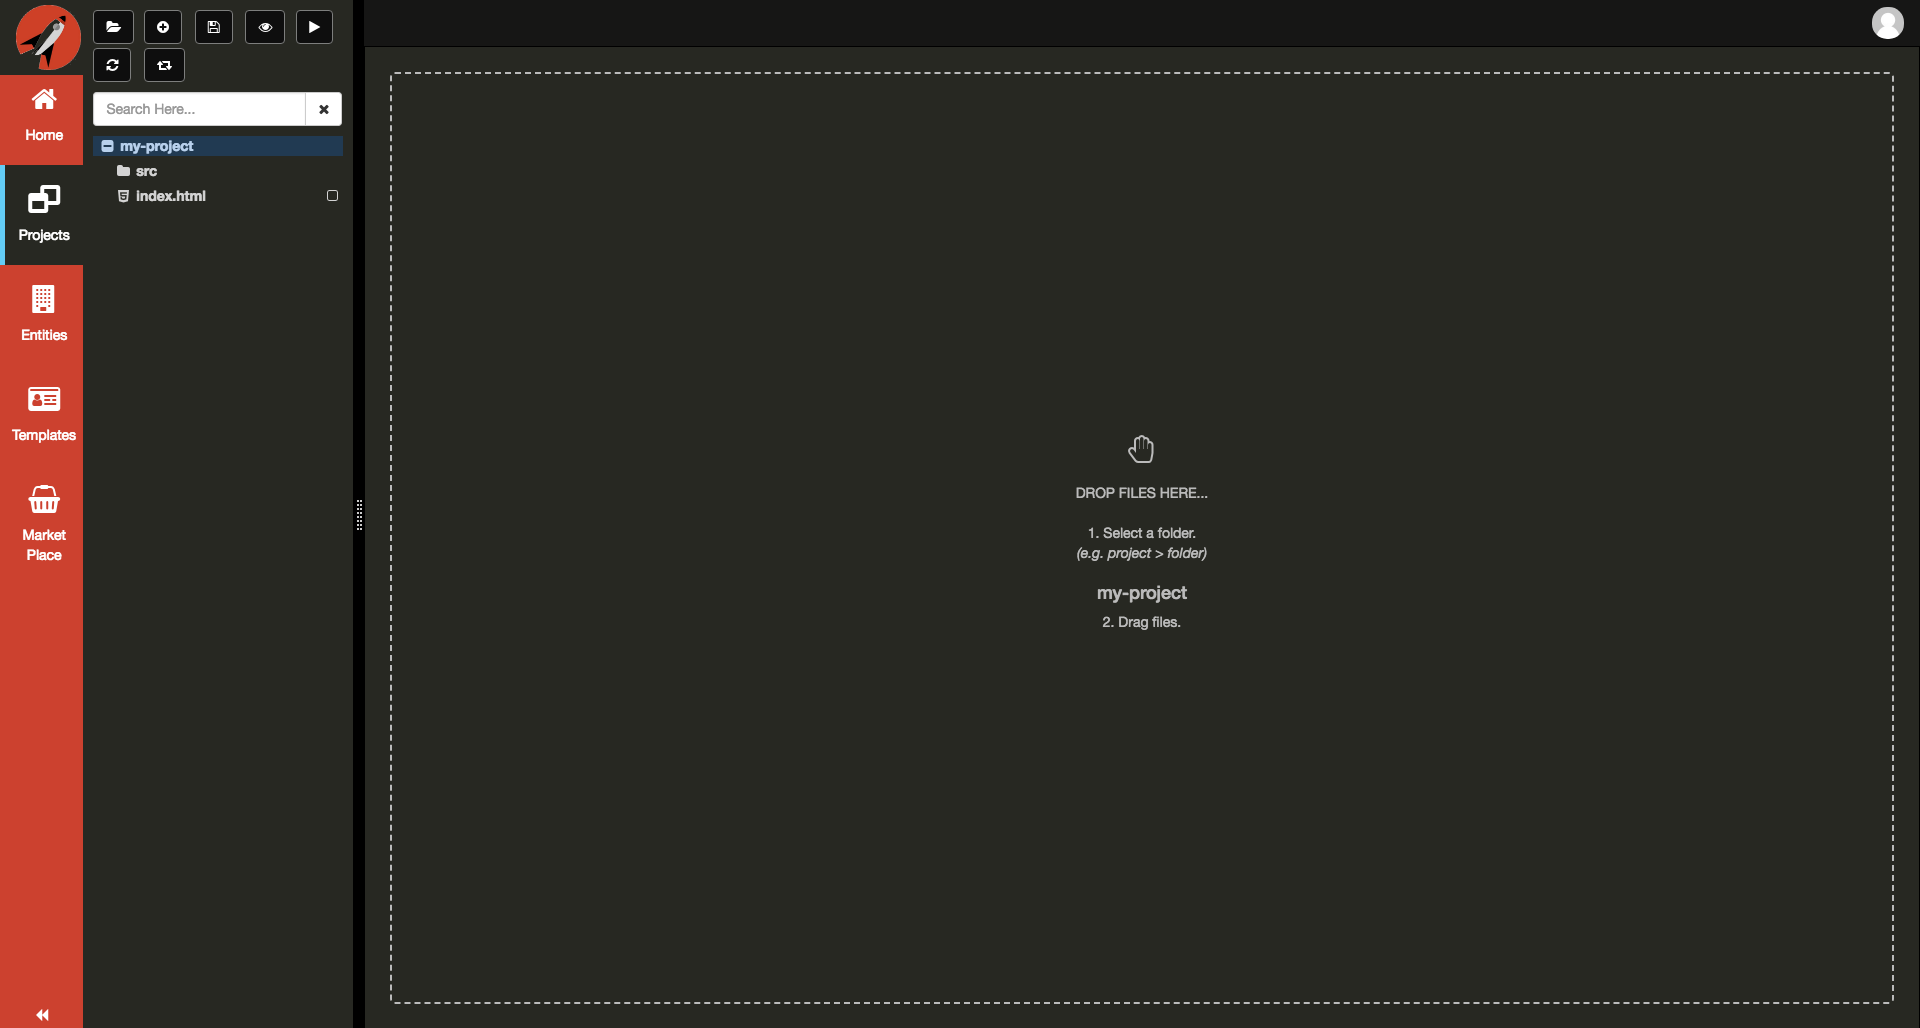 Search Here...
my-project
src
index.html
Home
Projects
Entities
Templates
Market
Place
DROP FILES HERE...
1. Select a folder.
(e.g. project > folder)
my-project
2. Drag files.